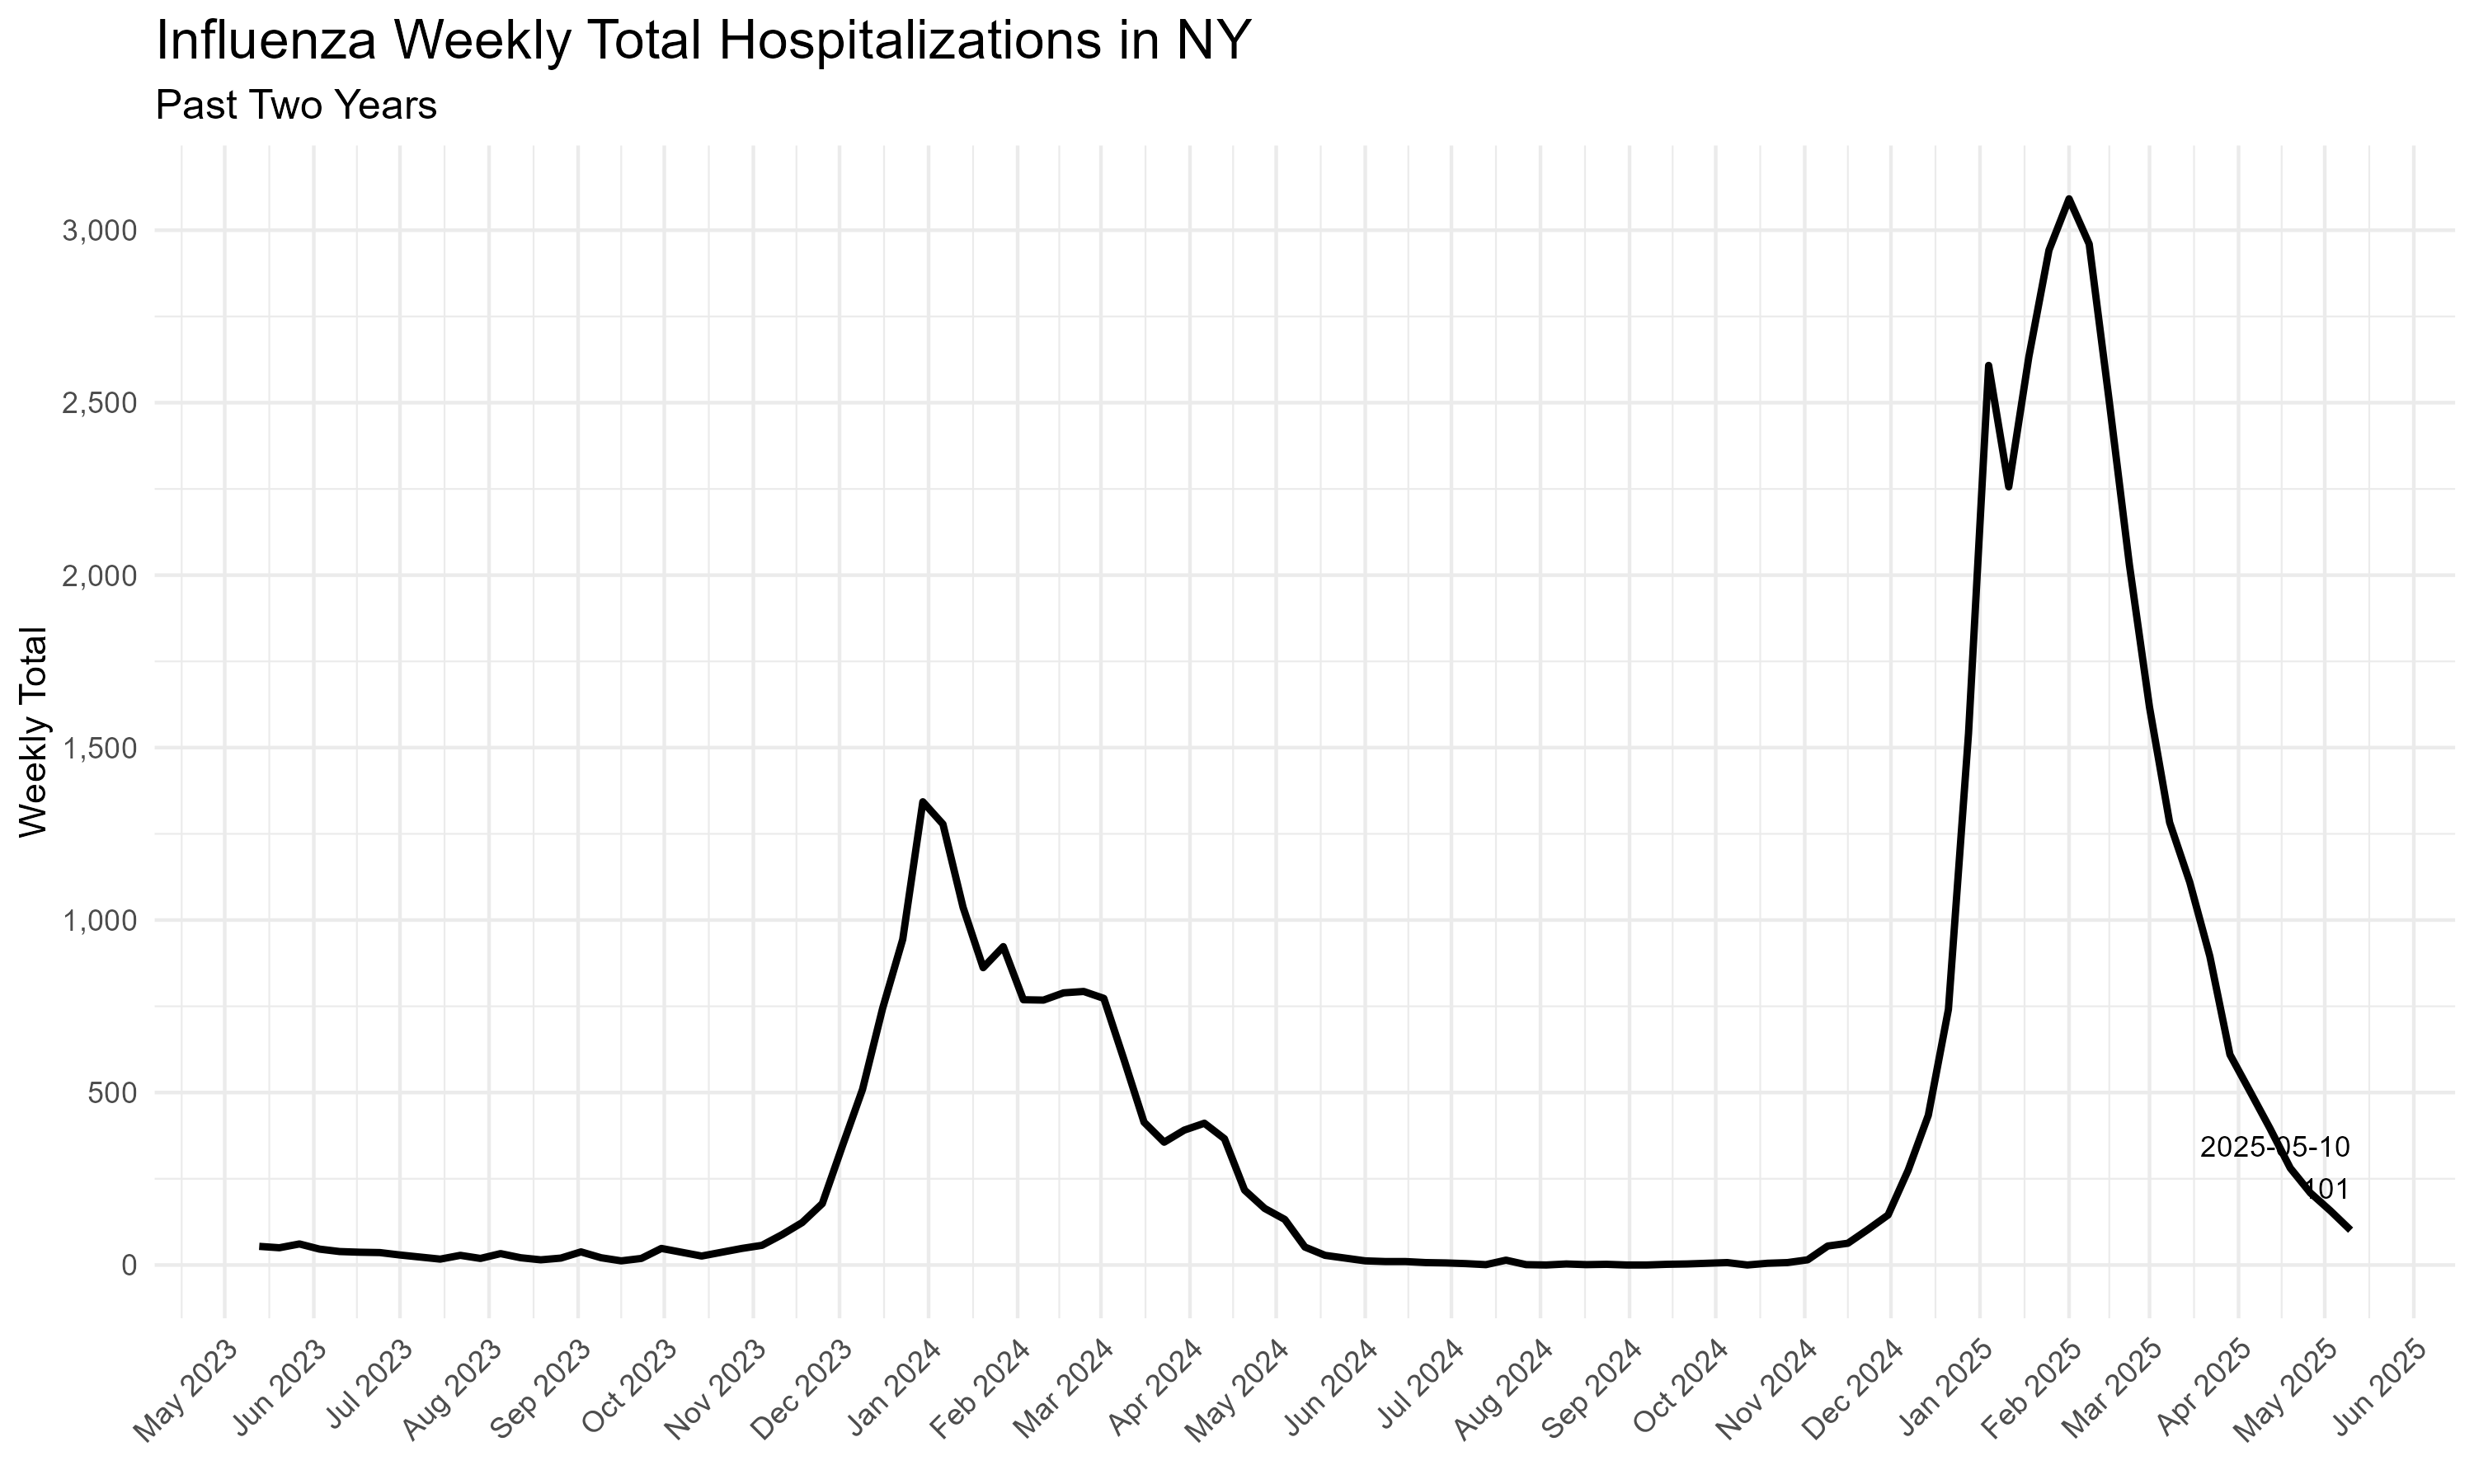 Influenza Weekly Total Hospitalizations in NY
Past Two Years
Weekly Total
3,000
2,500
2,000
1,500
1,000
500
0
2025-05-10
101
May 2023
Jun 2023
Jul 2023
Aug 2023
Sep 2023
Oct 2023
Nov 2023
Dec 2023
Jan 2024
Feb 2024
Mar 2024
Apr 2024
May 2024
Jun 2024
Jul 2024
Aug 2024
Sep 2024
Oct 2024
Nov 2024
Dec 2024
Jan 2025
Feb 2025
Mar 2025
Apr 2025
May 2025
Jun 2025